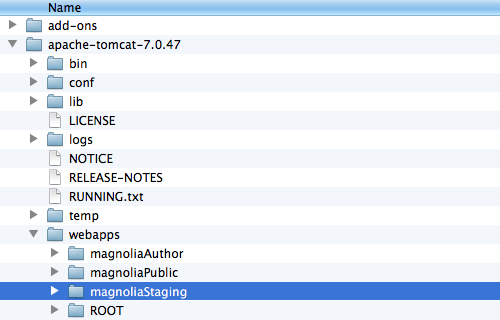 Name
add-ons
apache-tomcat-7.0.47
bin
conf
lib
LICENSE
logs
NOTICE
RELEASE-NOTES
RUNNING.txt
temp
webapps
magnoliaAuthor
magnoliaPublic
magnoliaStaging
ROOT